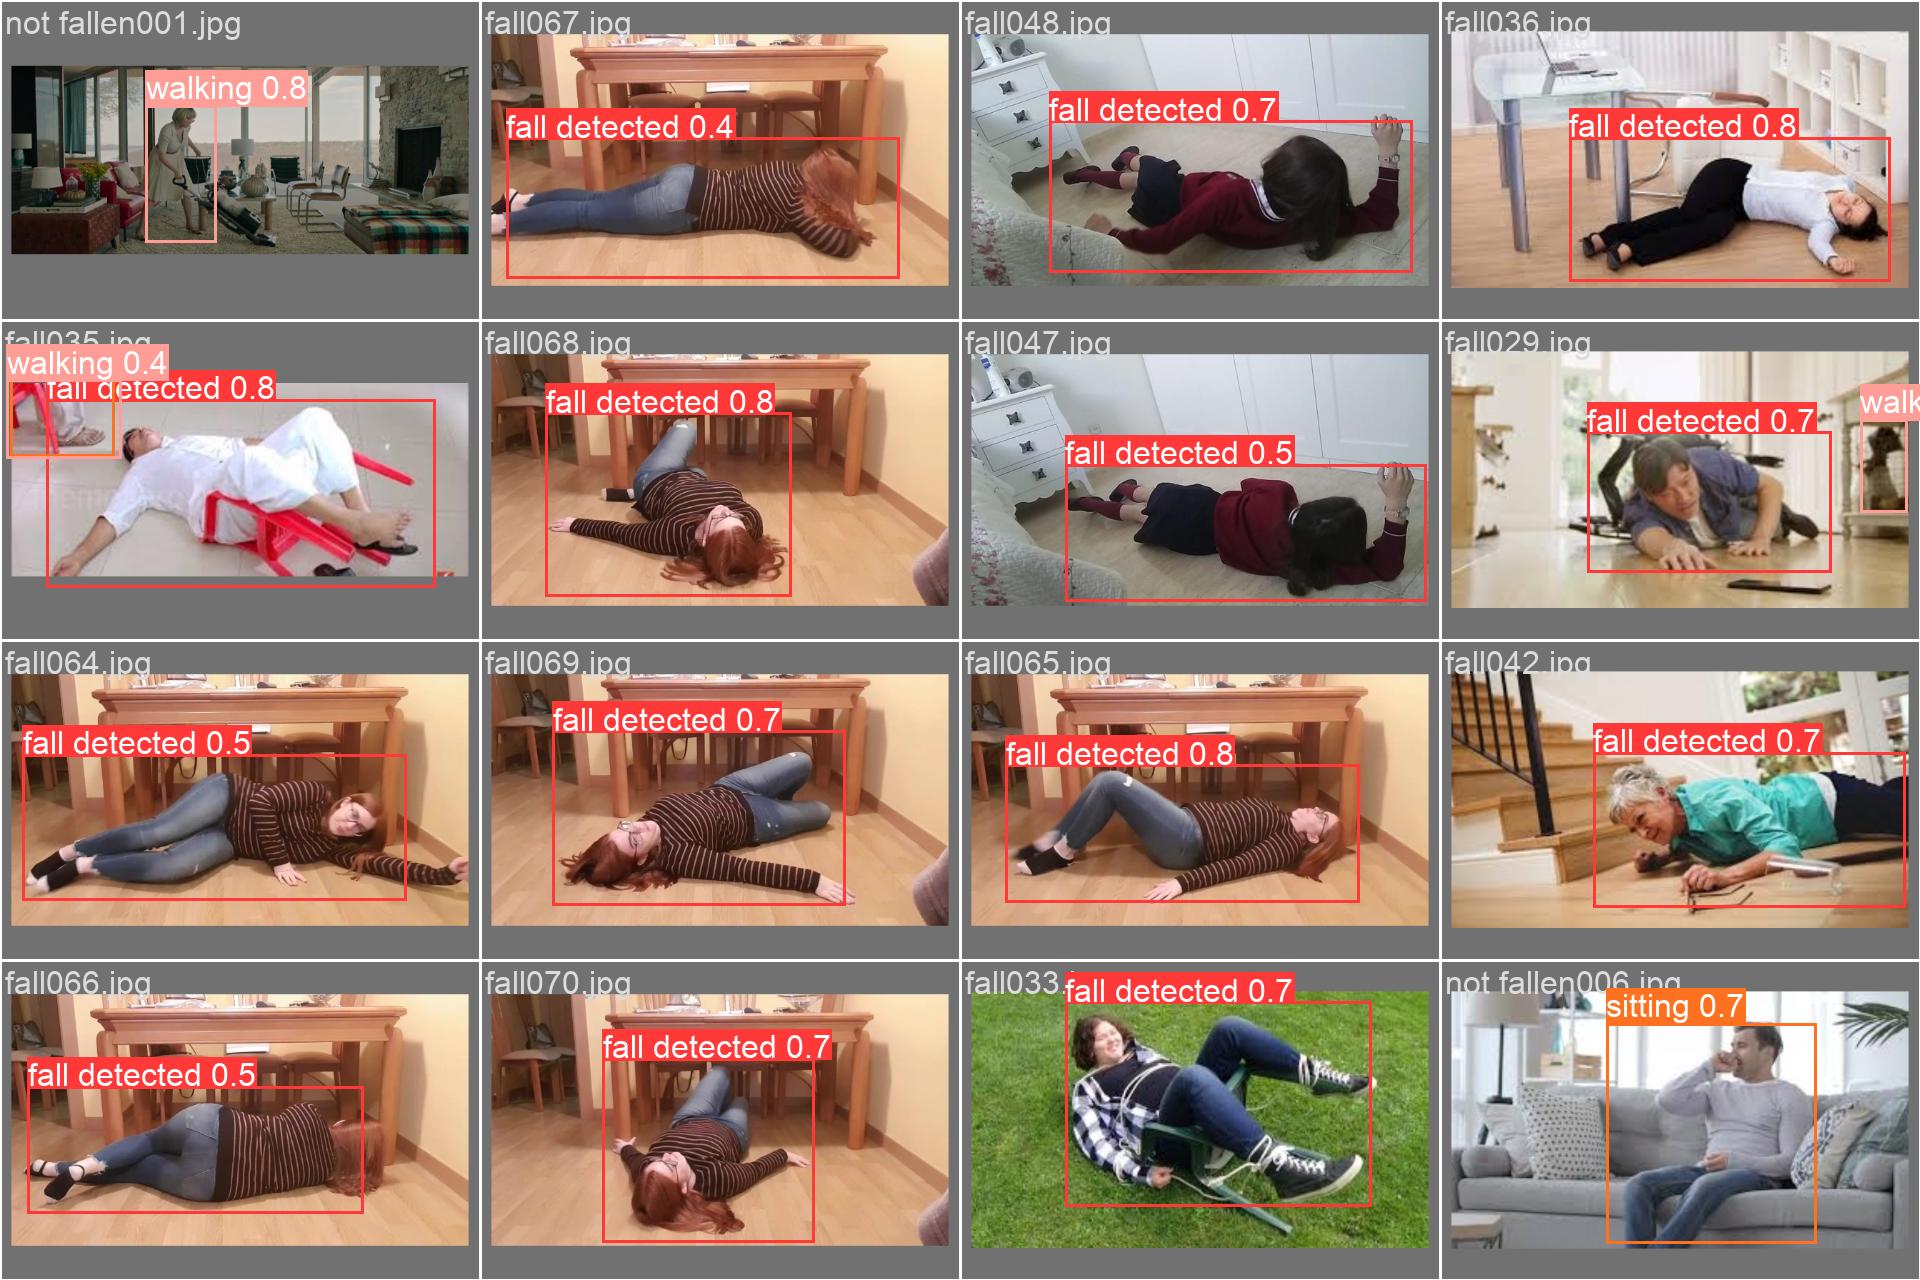 not fallen001.jpg
walking 0.8
fall067.jpg
fall detected 0.4
fall048.jpg
fall detected 0.7
fall036.jpg
fall detected 0.8
fall035.jpg
walking 0.4
fall detected 0.8
fall068.jpg
fall detected 0.8
fall047.jpg
fall detected 0.5
fall029.jpg
fall detected 0.7
walk
fall064.jpg
fall detected 0.5
fall069.jpg
fall detected 0.7
fall065.jpg
fall detected 0.8
fall042.jpg
fall detected 0.7
fall066.jpg
fall detected 0.5
fall070.jpg
fall detected 0.7
fall033.
fall detected 0.7
not fallen006.jpg
sitting 0.7